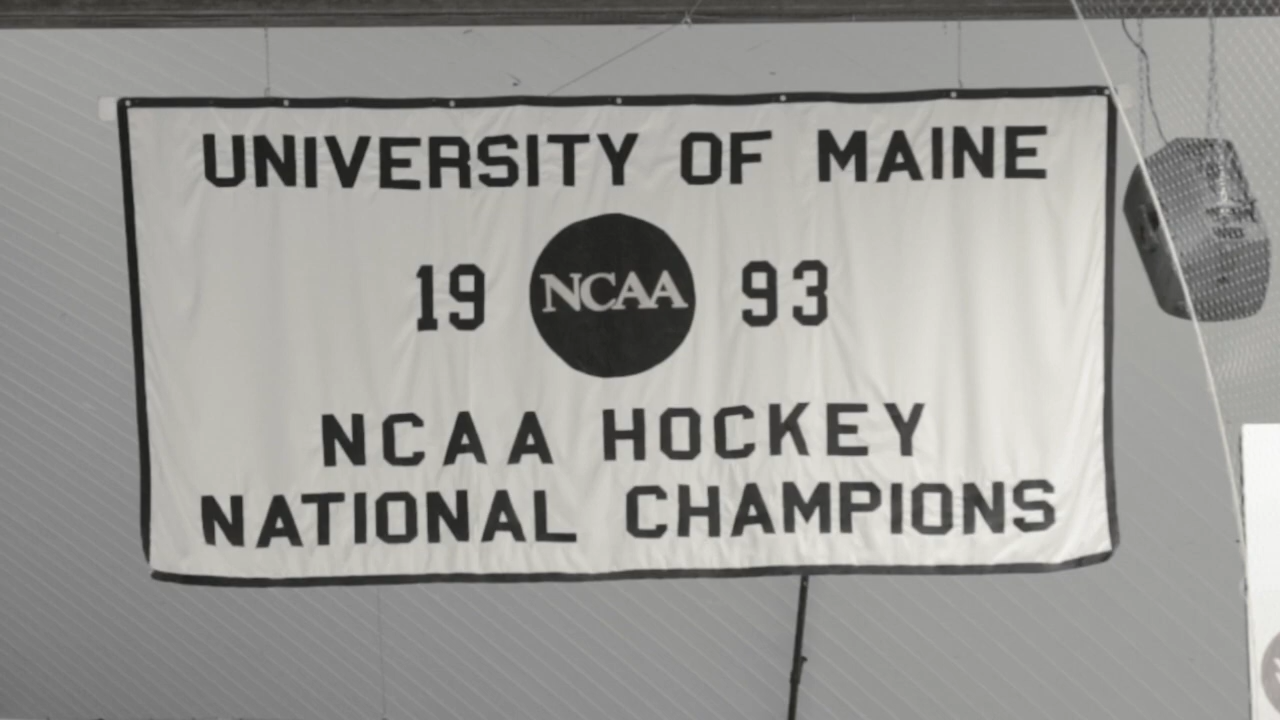 UNIVERSITY OF MAINE
19 NCAA 93
NCAA HOCKEY
NATIONAL CHAMPIONS